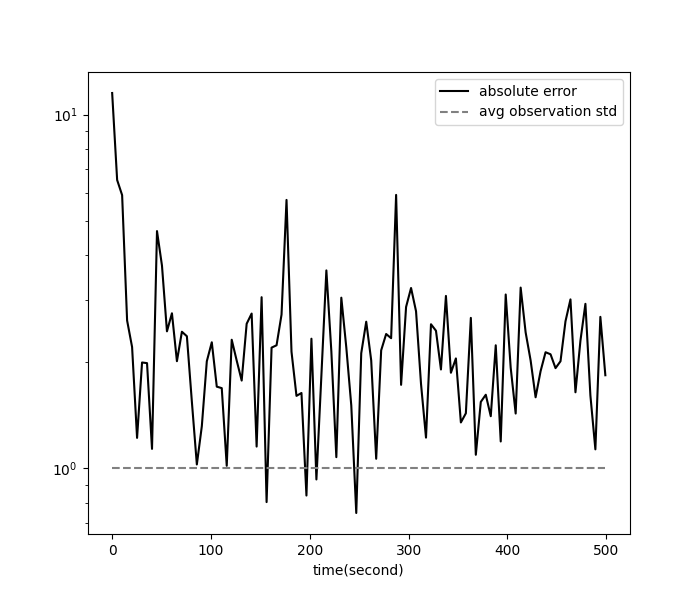 absolute error
avg observation std
10¹
10⁰
0 100 200 300 400 500
time(second)